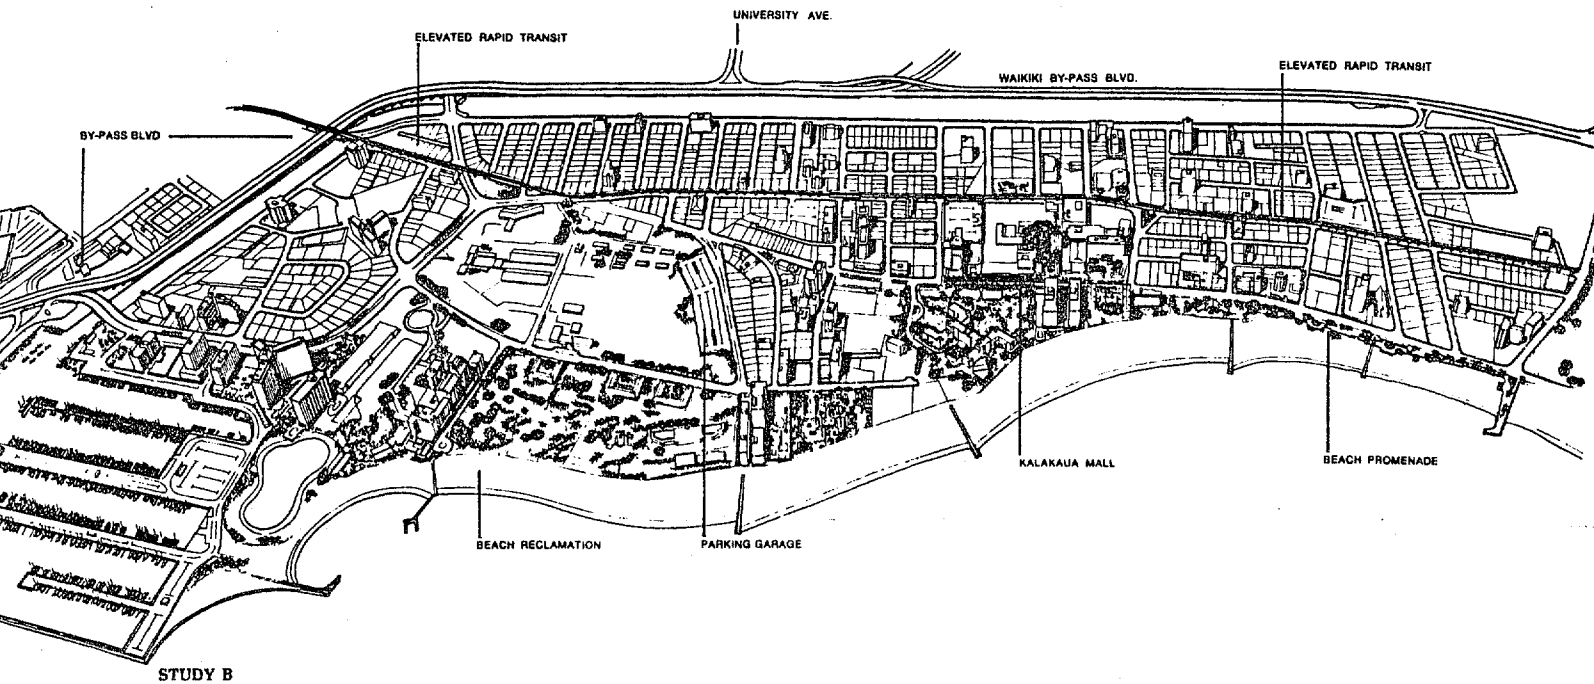 UNIVERSITY AVE.
ELEVATED RAPID TRANSIT
ELEVATED RAPID TRANSIT
WAIKIKI BY-PASS BLVD.
BY-PASS BLVD
KALAKAUA MALL
BEACH PROMENADE
BEACH RECLAMATION
PARKING GARAGE
STUDY B